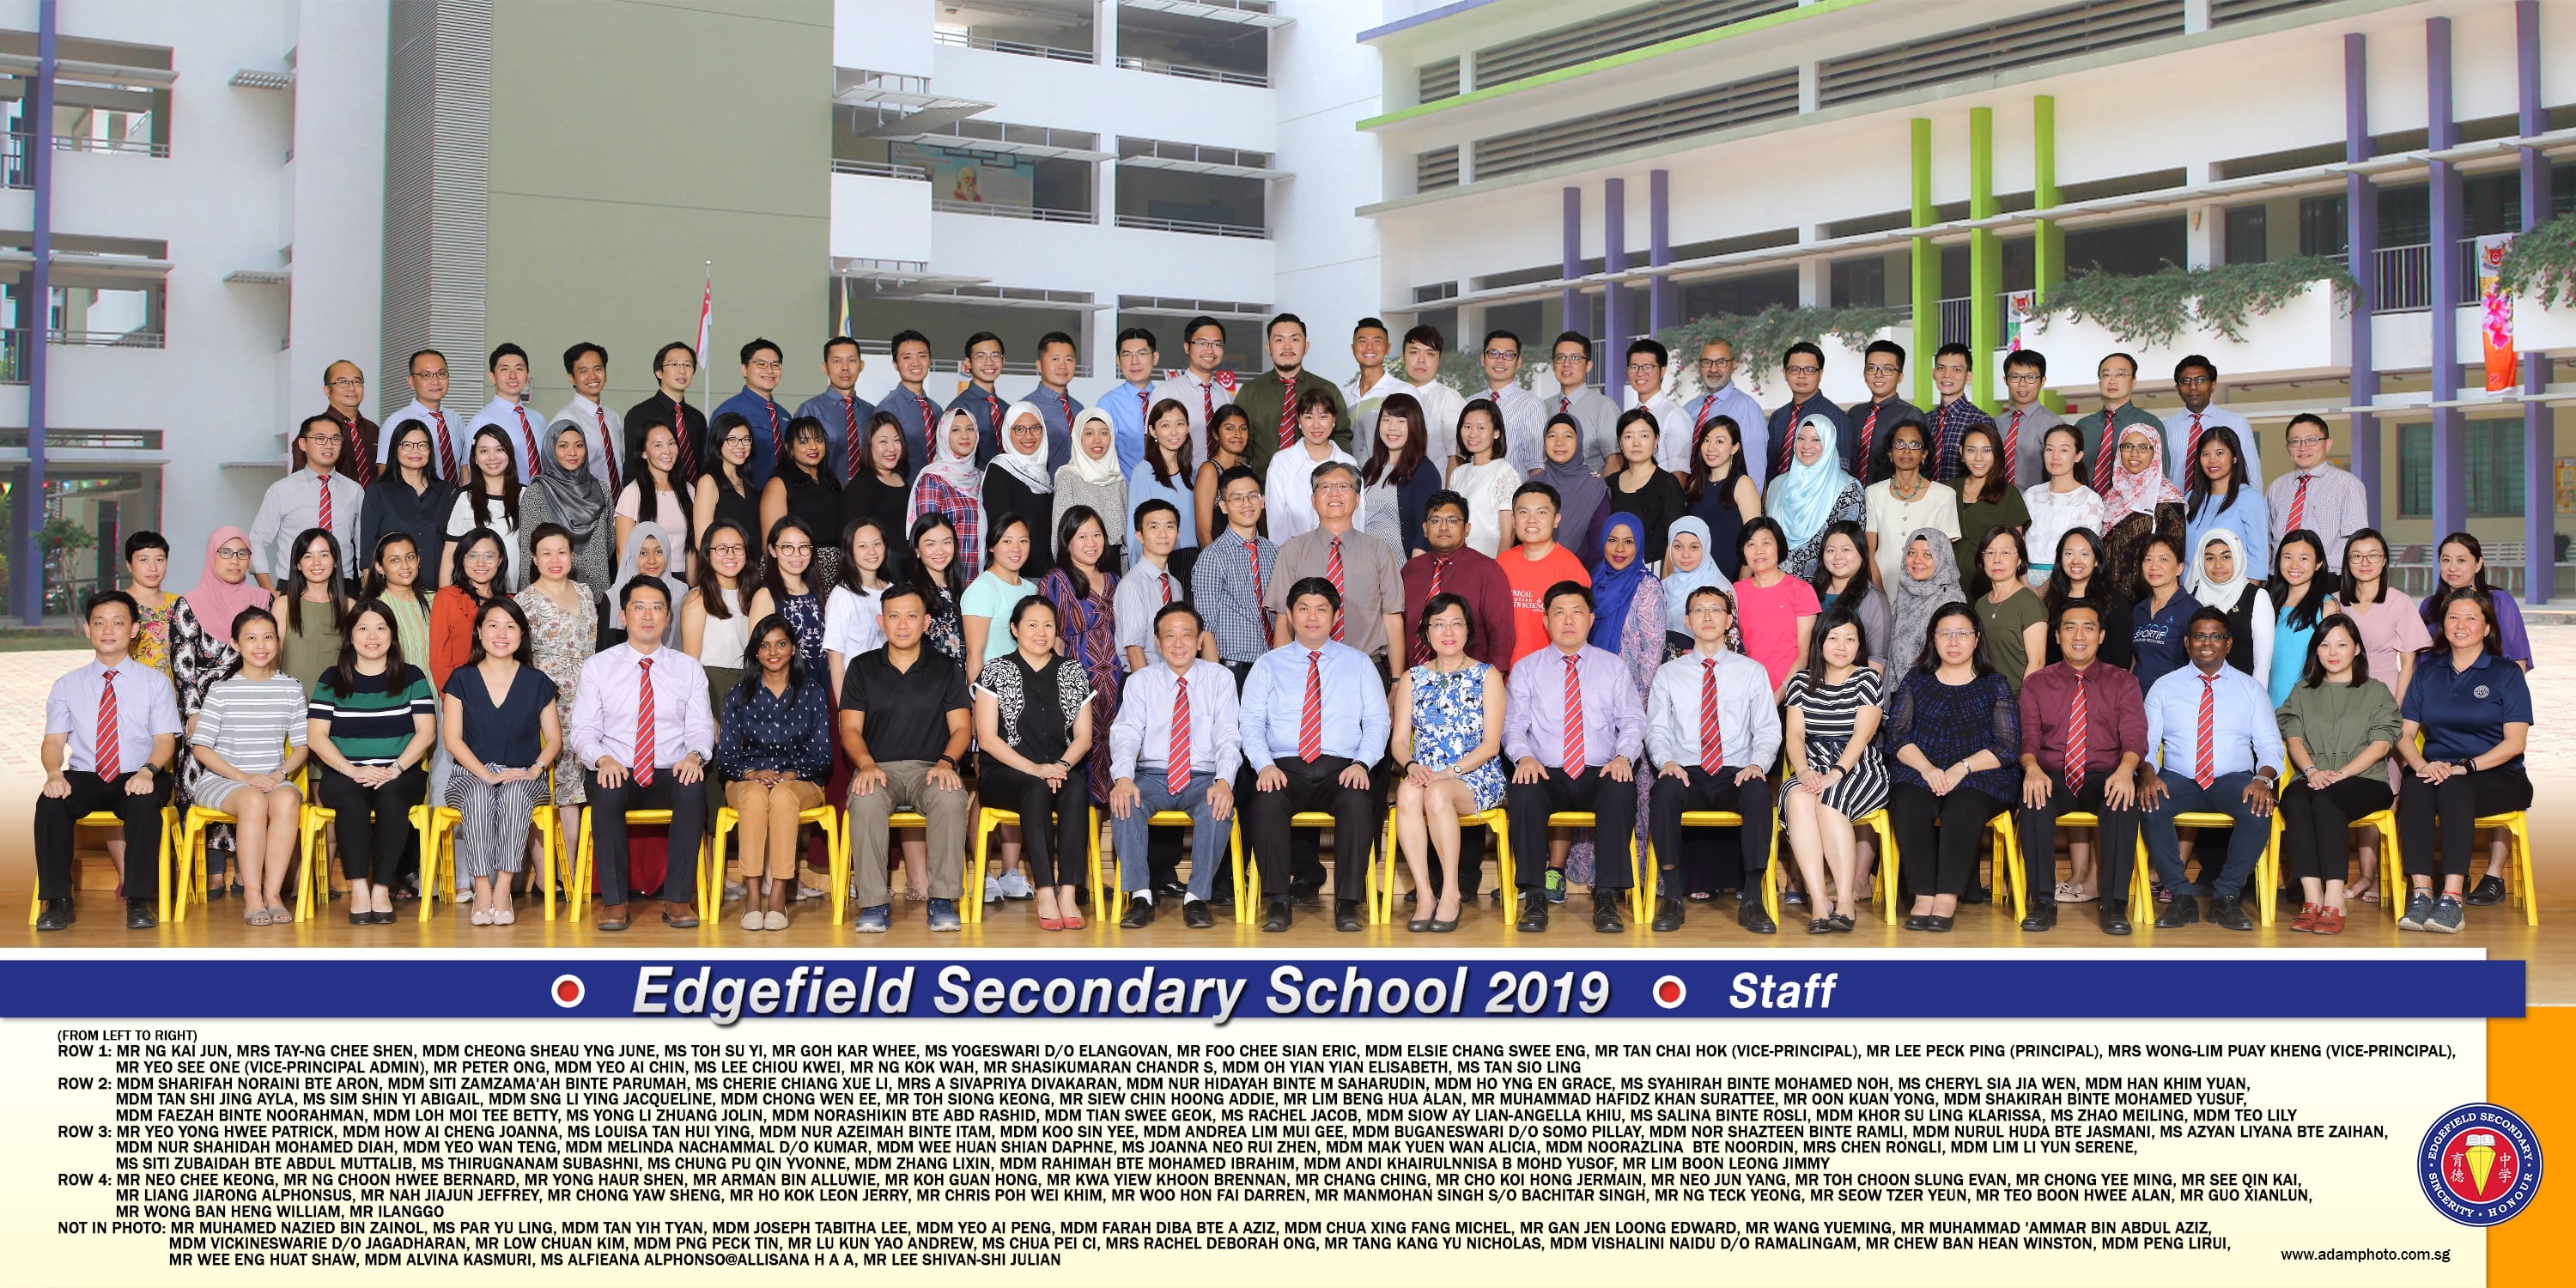 SICAL
& 
TS SCIENC
SPORTIF
Edgefield Secondary School 2019 Staff
(FROM LEFT TO RIGHT)
ROW 1: MR NG KAI JUN, MRS TAY-NG CHEE SHEN, MDM CHEONG SHEAU YNG JUNE, MS TOH SU YI, MR GOH KAR WHEE, MS YOGESWARI D/O ELANGOVAN, MR FOO CHEE SIAN ERIC, MDM ELSIE CHANG SWEE ENG, MR TAN CHAI HOK (VICE-PRINCIPAL), MR LEE PECK PING (PRINCIPAL), MRS WONG-LIM PUAY KHENG (VICE-PRINCIPAL),
MR YEO SEE ONE (VICE-PRINCIPAL ADMIN), MR PETER ONG, MDM YEO AI CHIN, MS LEE CHIOU KWEI, MR NG KOK WAH, MR SHASIKUMARAN CHANDR S, MDM OH YIAN YIAN ELISABETH, MS TAN SIO LING
ROW 2: MDM SHARIFAH NORAINI BTE ARON, MDM SITI ZAMZAMA'AH BINTE PARUMAH, MS CHERIE CHIANG XUE LI, MRS A SIVAPRIYA DIVAKARAN, MDM NUR HIDAYAH BINTE M SAHARUDIN, MDM HO YNG EN GRACE, MS SYAHIRAH BINTE MOHAMED NOH, MS CHERYL SIA JIA WEN, MDM HAN KHIM YUAN,
MDM TAN SHI JING AYLA, MS SIM SHIN YI ABIGAIL, MDM SNG LI YING JACQUELINE, MDM CHONG WEN EE, MR TOH SIONG KEONG, MR SIEW CHIN HOONG ADDIE, MR LIM BENG HUA ALAN, MR MUHAMMAD HAFIDZ KHAN SURATTEE, MR OON KUAN YONG, MDM SHAKIRAH BINTE MOHAMED YUSUF,
MDM FAEZAH BINTE NOORAHMAN, MDM LOH MOI TEE BETTY, MS YONG LI ZHUANG JOLIN, MDM NORASHIKIN BTE ABD RASHID, MDM TIAN SWEE GEOK, MS RACHEL JACOB, MDM SIOW AY LIAN-ANGELLA KHIU, MS SALINA BINTE ROSLI, MDM KHOR SU LING KLARISSA, MS ZHAO MEILING, MDM TEO LILY
ROW 3: MR YEO YONG HWEE PATRICK, MDM HOW AI CHENG JOANNA, MS LOUISA TAN HUI YING, MDM NUR AZEIMAH BINTE ITAM, MDM KOO SIN YEE, MDM ANDREA LIM MUI GEE, MDM BUGANESWARI D/O SOMO PILLAY, MDM NOR SHAZTEEN BINTE RAMLI, MDM NURUL HUDA BTE JASMANI, MS AZYAN LIYANA BTE ZAIHAN,
MDM NUR SHAHIDAH MOHAMED DIAH, MDM YEO WAN TENG, MDM MELINDA NACHAMMAL D/O KUMAR, MDM WEE HUAN SHIAN DAPHNE, MS JOANNA NEO RUI ZHEN, MDM MAK YUEN WAN ALICIA, MDM NOORAZLINA BTE NOORDIN, MRS CHEN RONGLI, MDM LIM LI YUN SERENE,
MS SITI ZUBAIDAH BTE ABDUL MUTTALIB, MS THIRUGNANAM SUBASHNI, MS CHUNG PU QIN YVONNE, MDM ZHANG LIXIN, MDM RAHIMAH BTE MOHAMED IBRAHIM, MDM ANDI KHAIRULNNISA B MOHD YUSOF, MR LIM BOON LEONG JIMMY
ROW 4: MR NEO CHEE KEONG, MR NG CHOON HWEE BERNARD, MR YONG HAUR SHEN, MR ARMAN BIN ALLUWIE, MR KOH GUAN HONG, MR KWA YIEW KHOON BRENNAN, MR CHANG CHING, MR CHO KOI HONG JERMAIN, MR NEO JUN YANG, MR TOH CHOON SLUNG EVAN, MR CHONG YEE MING, MR SEE QIN KAI,
MR LIANG JIARONG ALPHONSUS, MR NAH JIAJUN JEFFREY, MR CHONG YAW SHENG, MR HO KOK LEON JERRY, MR CHRIS POH WEI KHIM, MR WOO HON FAI DARREN, MR MANMOHAN SINGH S/O BACHITAR SINGH, MR NG TECK YEONG, MR SEOW TZER YEUN, MR TEO BOON HWEE ALAN, MR GUO XIANLUN,
MR WONG BAN HENG WILLIAM, MR ILANGGO
NOT IN PHOTO: MR MUHAMED NAZIED BIN ZAINOL, MS PAR YU LING, MDM TAN YIH TYAN, MDM JOSEPH TABITHA LEE, MDM YEO AI PENG, MDM FARAH DIBA BTE A AZIZ, MDM CHUA XING FANG MICHEL, MR GAN JEN LOONG EDWARD, MR WANG YUEMING, MR MUHAMMAD 'AMMAR BIN ABDUL AZIZ,
MDM VICKINESWARIE D/O JAGADHARAN, MR LOW CHUAN KIM, MDM PNG PECK TIN, MR LU KUN YAO ANDREW, MS CHUA PEI CI, MRS RACHEL DEBORAH ONG, MR TANG KANG YU NICHOLAS, MDM VISHALINI NAIDU D/O RAMALINGAM, MR CHEW BAN HEAN WINSTON, MDM PENG LIRUI,
MR WEE ENG HUAT SHAW, MDM ALVINA KASMURI, MS ALFIEANA ALPHONSO@ALLISANA H A A, MR LEE SHIVAN-SHI JULIAN
EDGEFIELD SECONDARY
育德 中学
SINCERITY • HONOUR
www.adamphoto.com.sg